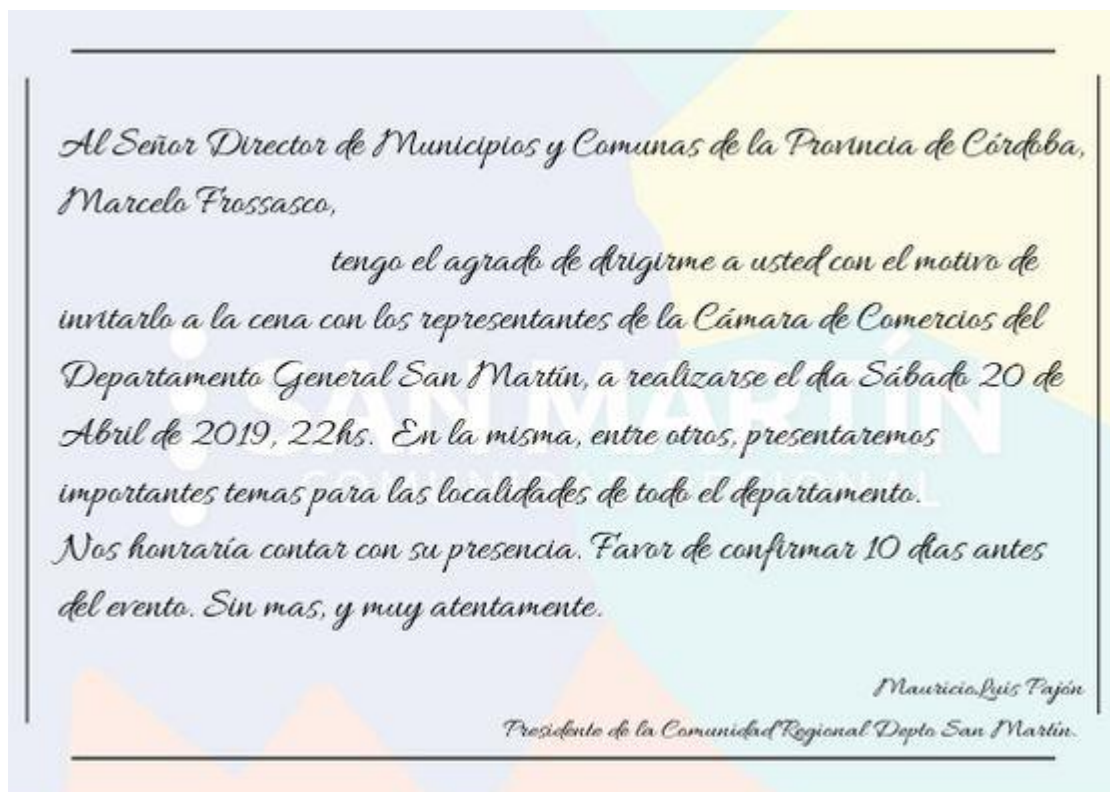 Al Señor Director de Municipios y Comunas de la Provincia de Córdoba,
Marcelo Frossasco,
tengo el agrado de dirigirme a usted con el motivo de
invitarlo a la cena con los representantes de la Cámara de Comercios del
Departamento General San Martín, a realizarse el día Sábado 20 de
Abril de 2019, 22hs. En la misma, entre otros, presentaremos
importantes temas para las localidades de todo el departamento.
Nos honraría contar con su presencia. Favor de confirmar 10 días antes
del evento. Sin mas, y muy atentamente.
Mauricio Luis Pajón
Presidente de la Comunidad Regional Depto San Martín.
SAN MARTÍN
COMUNIDAD REGIONAL